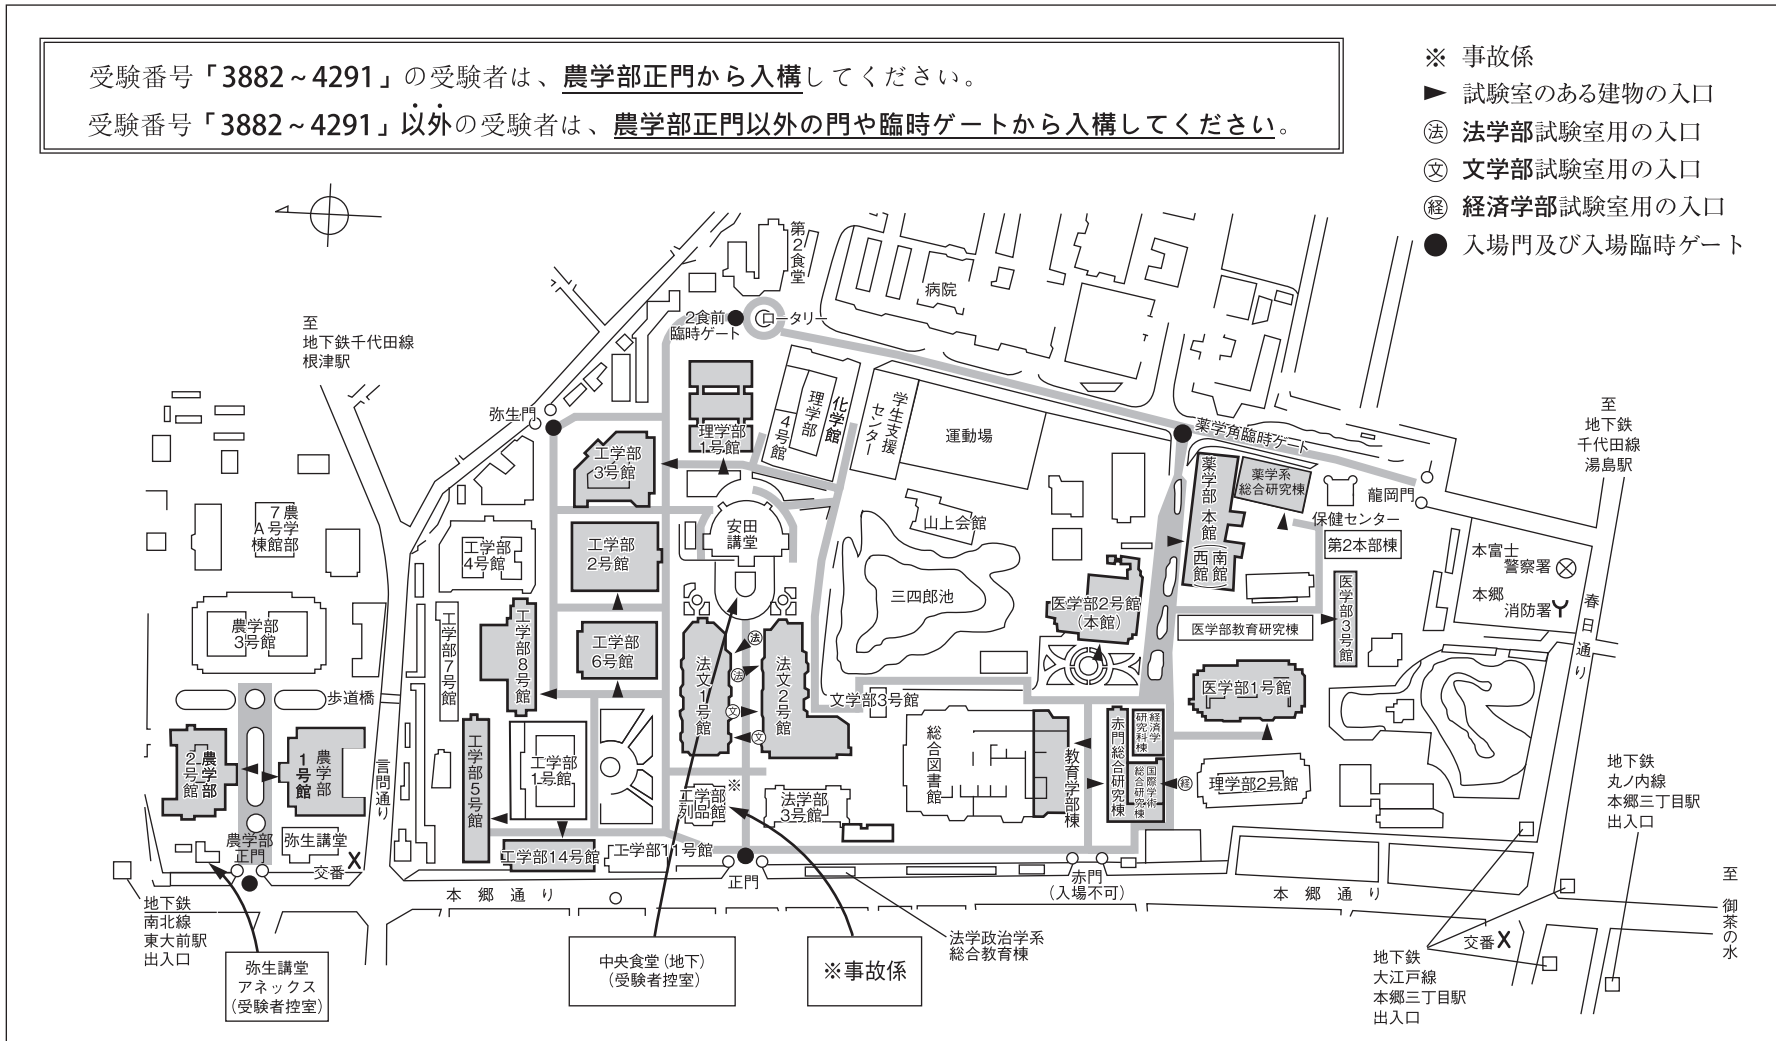 受験番号「3882～4291」の受験者は、農学部正門から入構してください。
受験番号「3882～4291」以外の受験者は、農学部正門以外の門や臨時ゲートから入構してください。
※ 事故係
▶ 試験室のある建物の入口
㊋法 法学部試験室用の入口
文 文学部試験室用の入口
経 経済学部試験室用の入口
● 入場門及び入場臨時ゲート
第2食堂
病院
2食前
臨時ゲート
ロータリー
至
地下鉄千代田線
根津駅
弥生門
理学部
1号館
理学部
4号館
化学館
学生支援
センター
運動場
薬学角臨時ゲート
至
地下鉄
千代田線
湯島駅
工学部
3号館
薬学部
本館
(西館
南館)
薬学系
総合研究棟
龍岡門
保健センター
農学部
7号館
A棟
工学部
4号館
工学部
2号館
安田
講堂
山上会館
第2本部棟
本富士
警察署
本郷
消防署
春日通り
三四郎池
医学部2号館
(本館)
医学部3号館
医学部教育研究棟
農学部
3号館
工学部7号館
工学部8号館
工学部
6号館
法文1号館
法
法
文
文
法文2号館
文学部3号館
医学部1号館
歩道橋
農学部
2号館
農学部
1号館
言問通り
工学部5号館
工学部
1号館
総合図書館
教育学部棟
赤門総合研究棟
経済学
研究科棟
国際学術
総合研究棟
経
理学部2号館
地下鉄
丸ノ内線
本郷三丁目駅
出入口
工学部
列品館
※
法学部
3号館
農学部
正門
弥生講堂
交番
工学部14号館
工学部11号館
正門
赤門
(入場不可)
本郷通り
本郷通り
至
御茶の水
地下鉄
南北線
東大前駅
出入口
弥生講堂
アネックス
(受験者控室)
中央食堂(地下)
(受験者控室)
※事故係
法学政治学系
総合教育棟
交番
地下鉄
大江戸線
本郷三丁目駅
出入口